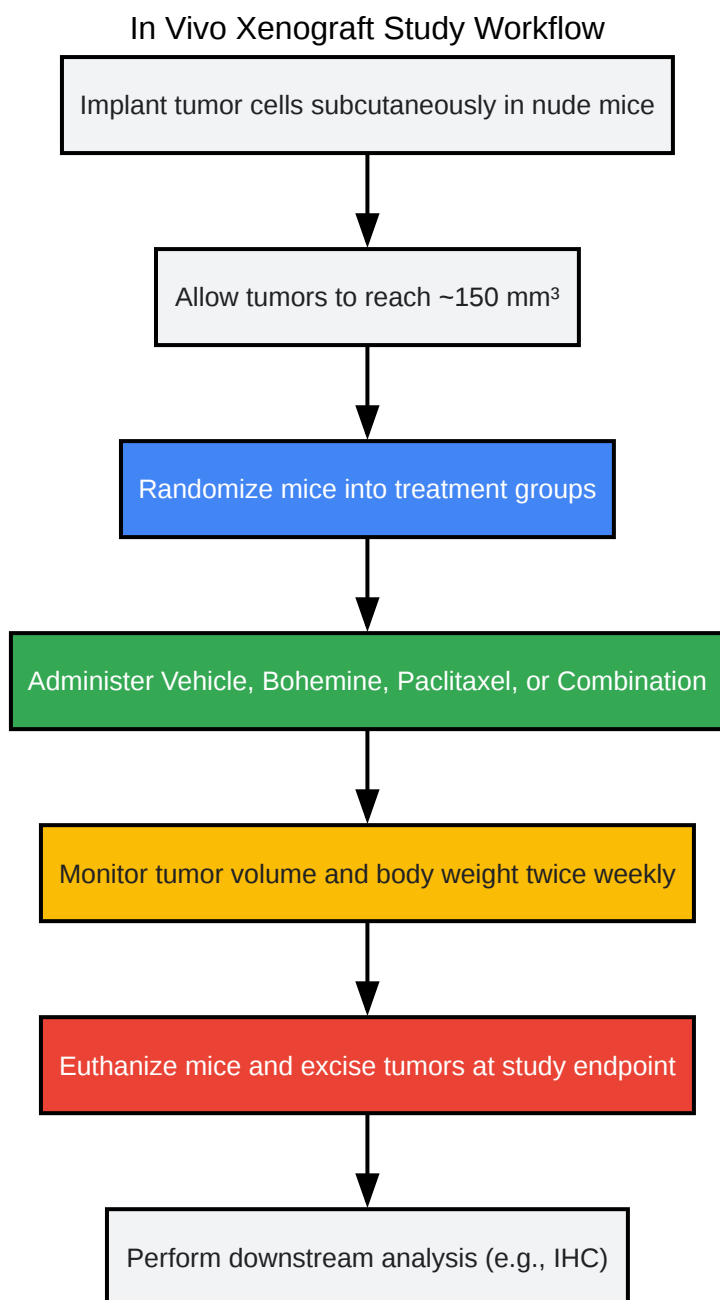 In Vivo Xenograft Study Workflow
Implant tumor cells subcutaneously in nude mice
Allow tumors to reach ~150 mm³
Randomize mice into treatment groups
Administer Vehicle, Bohemine, Paclitaxel, or Combination
Monitor tumor volume and body weight twice weekly
Euthanize mice and excise tumors at study endpoint
Perform downstream analysis (e.g., IHC)